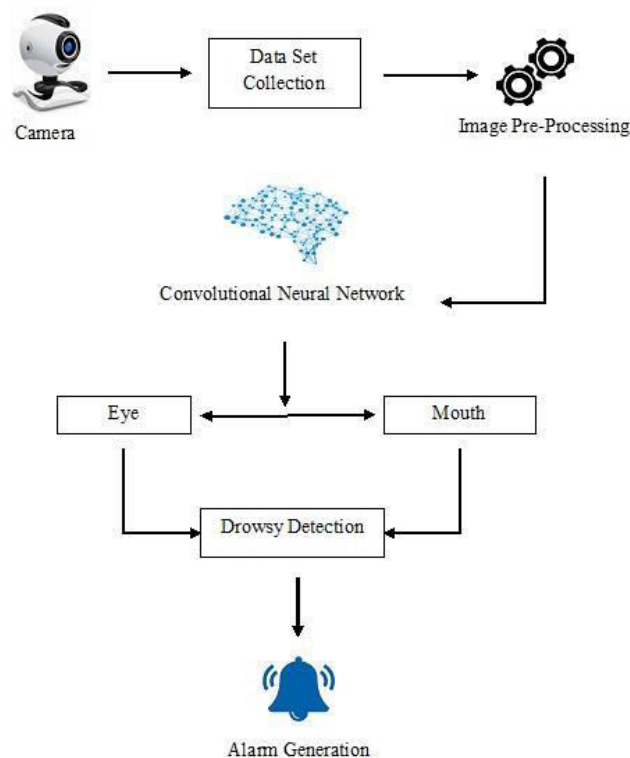 Data Set
Collection
Camera
Image Pre-Processing
Convolutional Neural Network
Eye
Mouth
Drowsy Detection
Alarm Generation